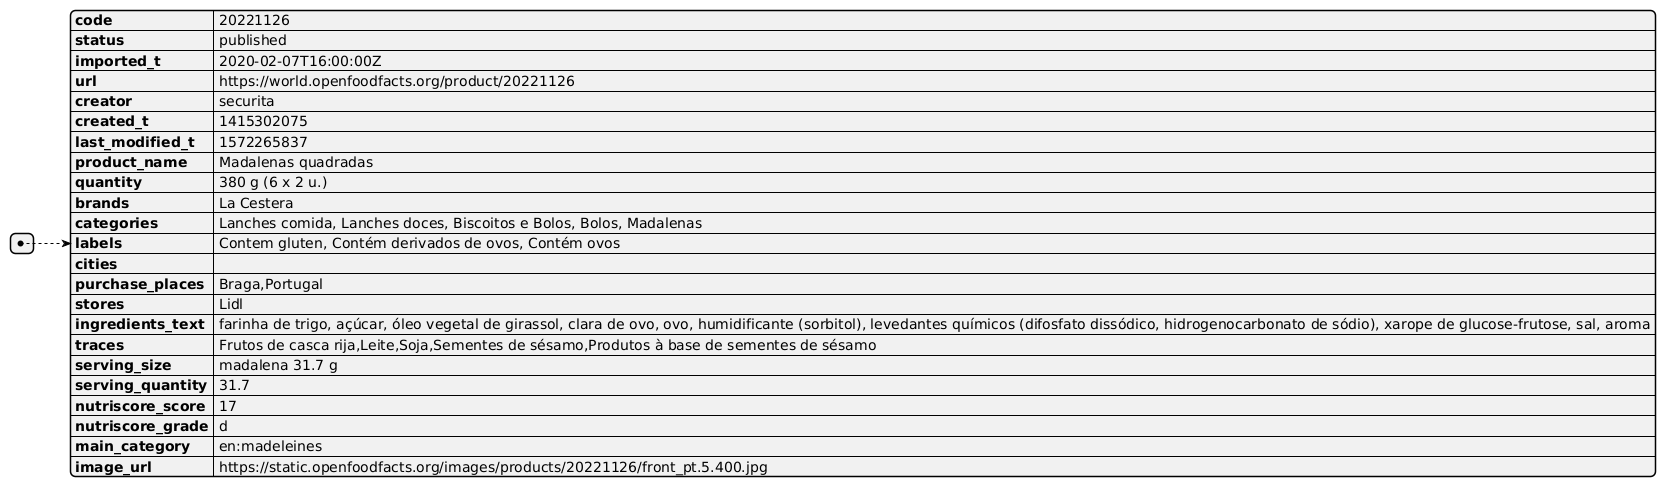 code 20221126
status published
imported_t 2020-02-07T16:00:00Z
url https://world.openfoodfacts.org/product/20221126
creator securita
created_t 1415302075
last_modified_t 1572265837
product_name Madalenas quadradas
quantity 380 g (6 x 2 u.)
brands La Cestera
categories Lanches comida, Lanches doces, Biscoitos e Bolos, Bolos, Madalenas
labels Contem gluten, Contém derivados de ovos, Contém ovos
cities
purchase_places Braga,Portugal
stores Lidl
ingredients_text farinha de trigo, açúcar, óleo vegetal de girassol, clara de ovo, ovo, humidificante (sorbitol), levedantes químicos (difosfato dissódico, hidrogenocarbonato de sódio), xarope de glucose-frutose, sal, aroma
traces Frutos de casca rija,Leite,Soja,Sementes de sésamo,Produtos à base de sementes de sésamo
serving_size madalena 31.7 g
serving_quantity 31.7
nutriscore_score 17
nutriscore_grade d
main_category en:madeleines
image_url https://static.openfoodfacts.org/images/products/20221126/front_pt.5.400.jpg